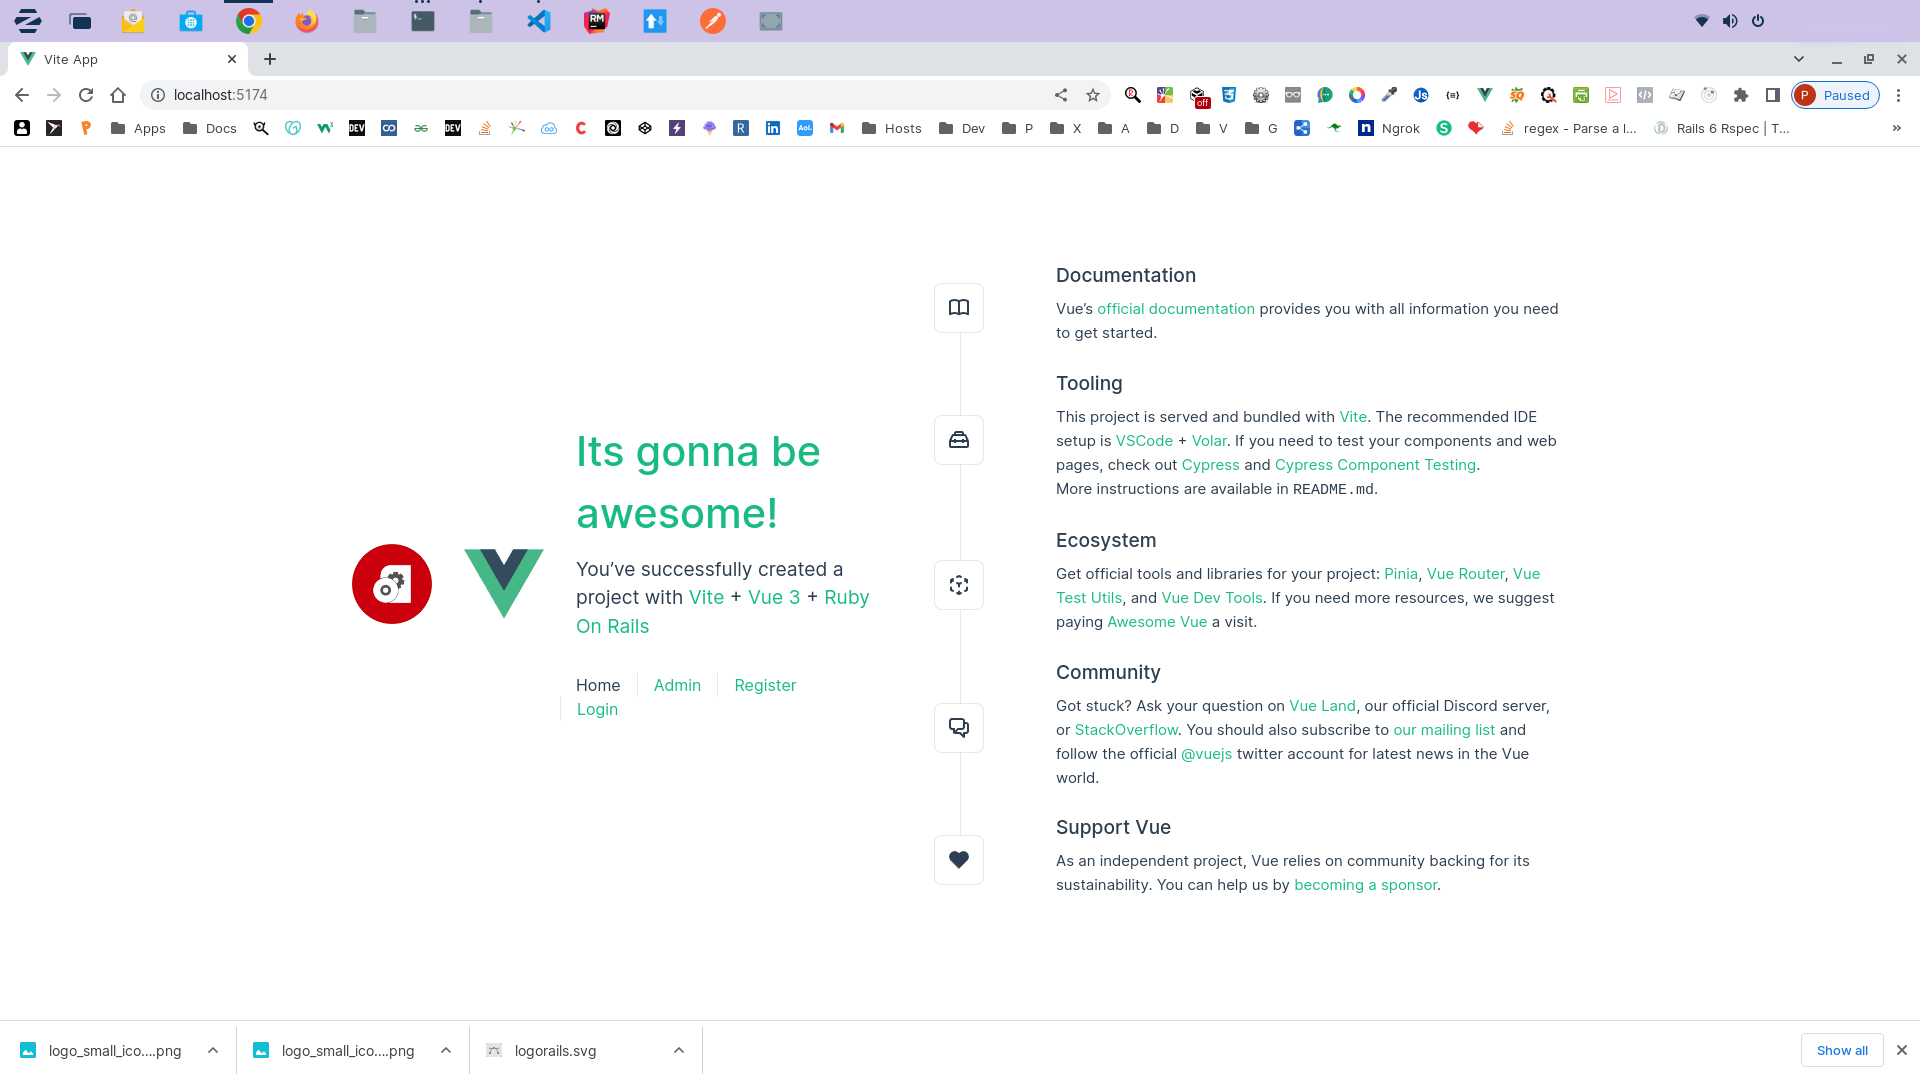 Vite App
localhost:5174
off
Paused
P
Apps
Docs
DEV
DEV
Hosts
Dev
P
X
A
D
V
G
Ngrok
regex - Parse a l...
Rails 6 Rspec | T...
Its gonna be
awesome!
You’ve successfully created a
project with Vite + Vue 3 + Ruby
On Rails
Home
Admin
Register
Login
Documentation
Vue’s official documentation provides you with all information you need
to get started.
Tooling
This project is served and bundled with Vite. The recommended IDE
setup is VSCode + Volar. If you need to test your components and web
pages, check out Cypress and Cypress Component Testing.
More instructions are available in README.md.
Ecosystem
Get official tools and libraries for your project: Pinia, Vue Router, Vue
Test Utils, and Vue Dev Tools. If you need more resources, we suggest
paying Awesome Vue a visit.
Community
Got stuck? Ask your question on Vue Land, our official Discord server,
or StackOverflow. You should also subscribe to our mailing list and
follow the official @vuejs twitter account for latest news in the Vue
world.
Support Vue
As an independent project, Vue relies on community backing for its
sustainability. You can help us by becoming a sponsor.
logo_small_ico....png
logo_small_ico....png
logorails.svg
Show all